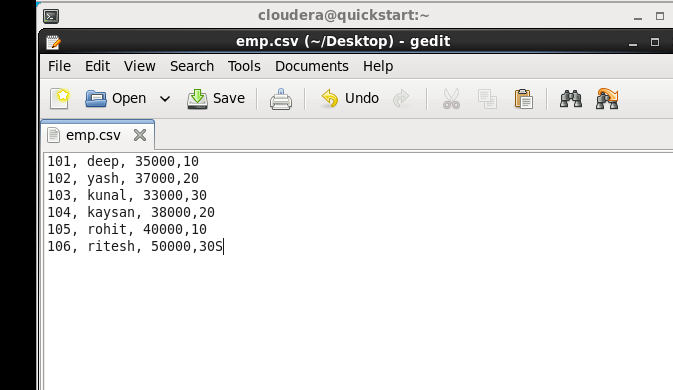 cloudera@quickstart:~
emp.csv (~/Desktop) - gedit
File Edit View Search Tools Documents Help
Open Save Undo
emp.csv
101, deep, 35000,10
102, yash, 37000,20
103, kunal, 33000,30
104, kaysan, 38000,20
105, rohit, 40000,10
106, ritesh, 50000,30S